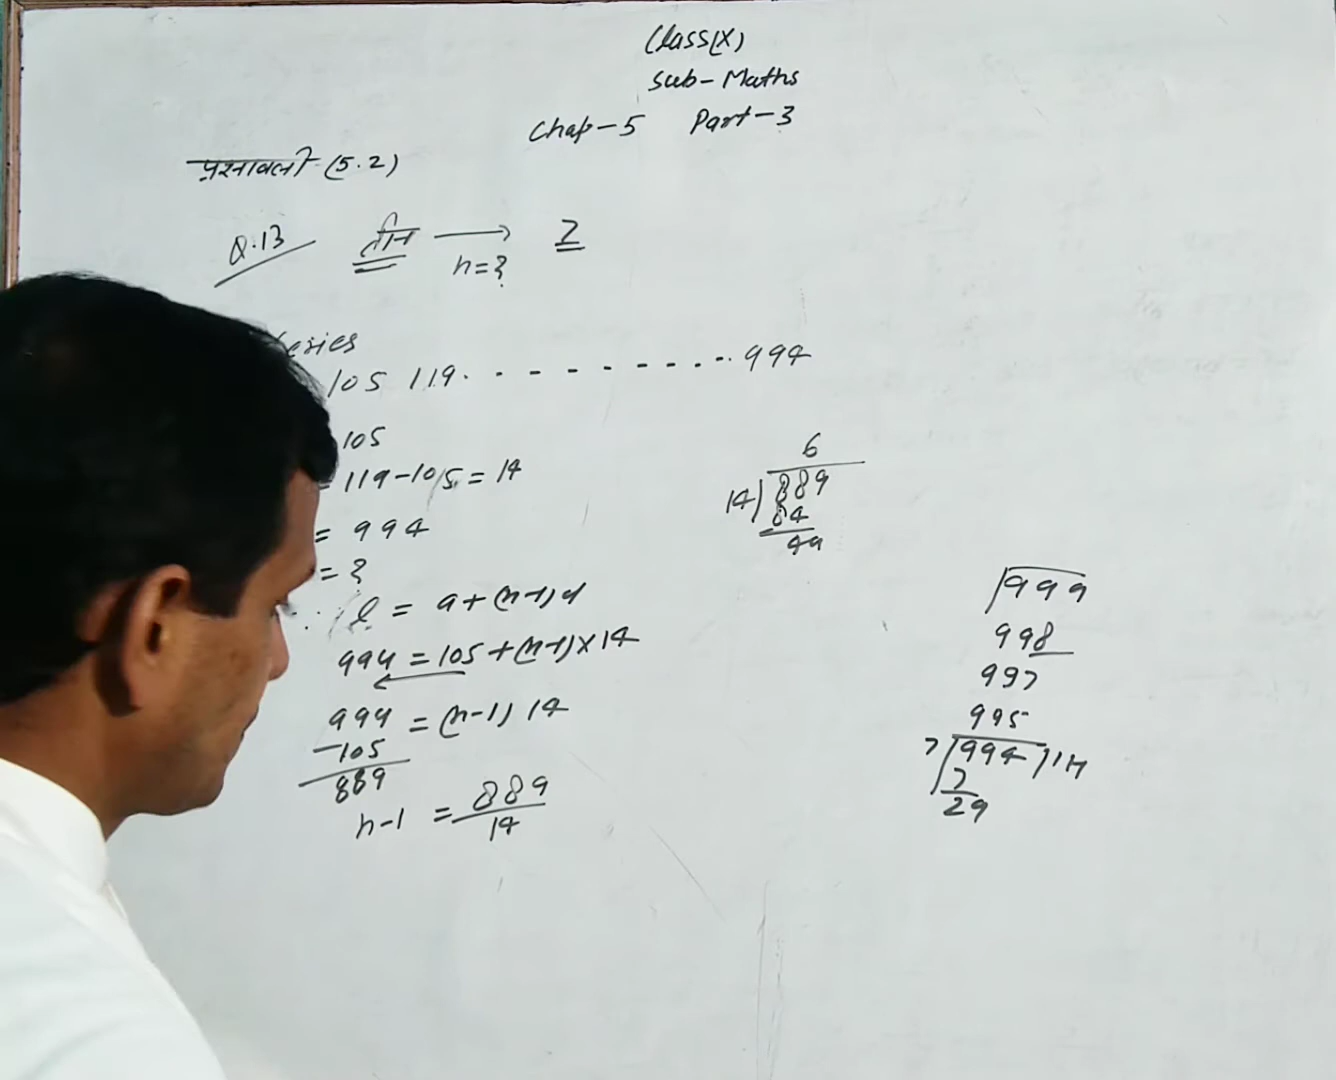 Class(X)
Sub- Maths
Chap-5 Part-3
प्रश्नावली-(5.2)
Q.13 तीन → 7
n=?
eries
105 119. - - - - - - - . 994
105
= 119-105 = 14
= 994
= ?
∴ l = a+(n-1)d
994 = 105+(n-1)×14
994 = (n-1) 14
-105
889
n-1 = 889
14
6
14)889
84
49
999
998
997
995
7)994(14
7
29